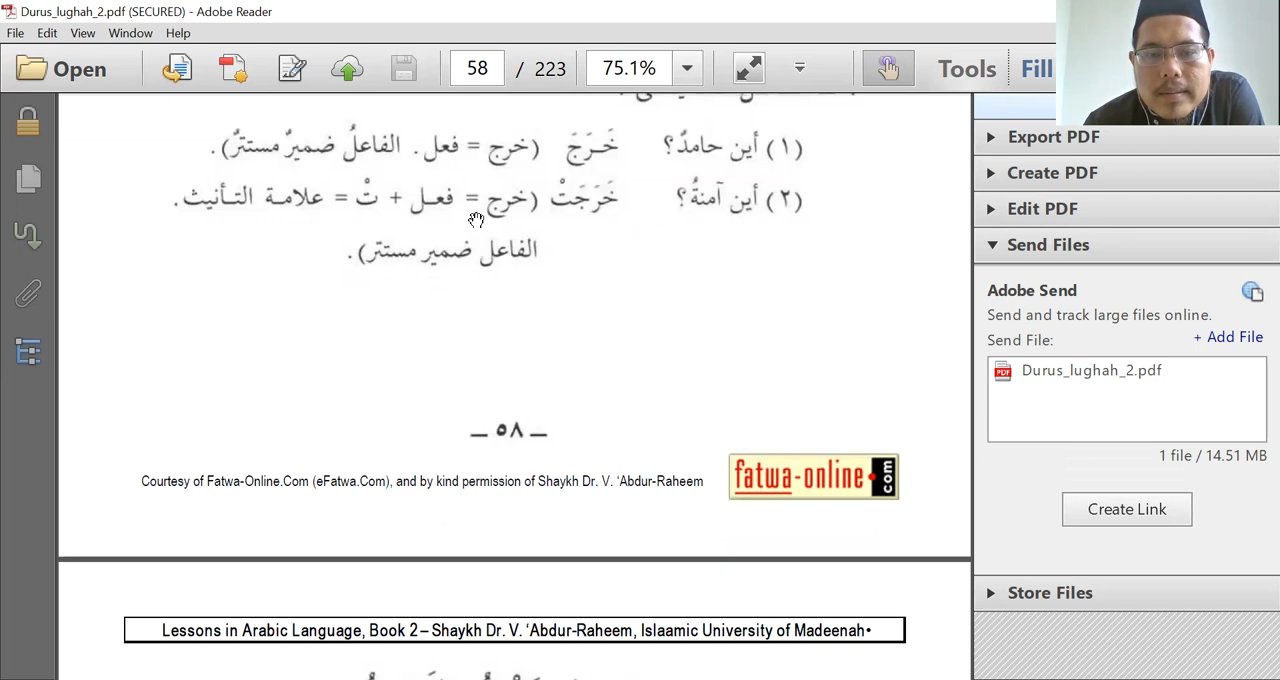 Durus_lughah_2.pdf (SECURED) - Adobe Reader
File Edit View Window Help
Open 58 / 223 75.1% Tools Fill
(١) أين حامدٌ؟ خَـرَجَ (خرج = فعل. الفاعلُ ضميرٌ مستترٌ).
(٢) أين آمنةُ؟ خَرَجَتْ (خرج = فعـل + تْ = علامـة التـأنيث.
الفاعل ضمير مستتر).
— ٥٨ —
Courtesy of Fatwa-Online.Com (eFatwa.Com), and by kind permission of Shaykh Dr. V. ‘Abdur-Raheem
fatwa-online.com
Lessons in Arabic Language, Book 2 – Shaykh Dr. V. ‘Abdur-Raheem, Islaamic University of Madeenah•
Export PDF
Create PDF
Edit PDF
Send Files
Adobe Send
Send and track large files online.
Send File:
+ Add File
Durus_lughah_2.pdf
1 file / 14.51 MB
Create Link
Store Files